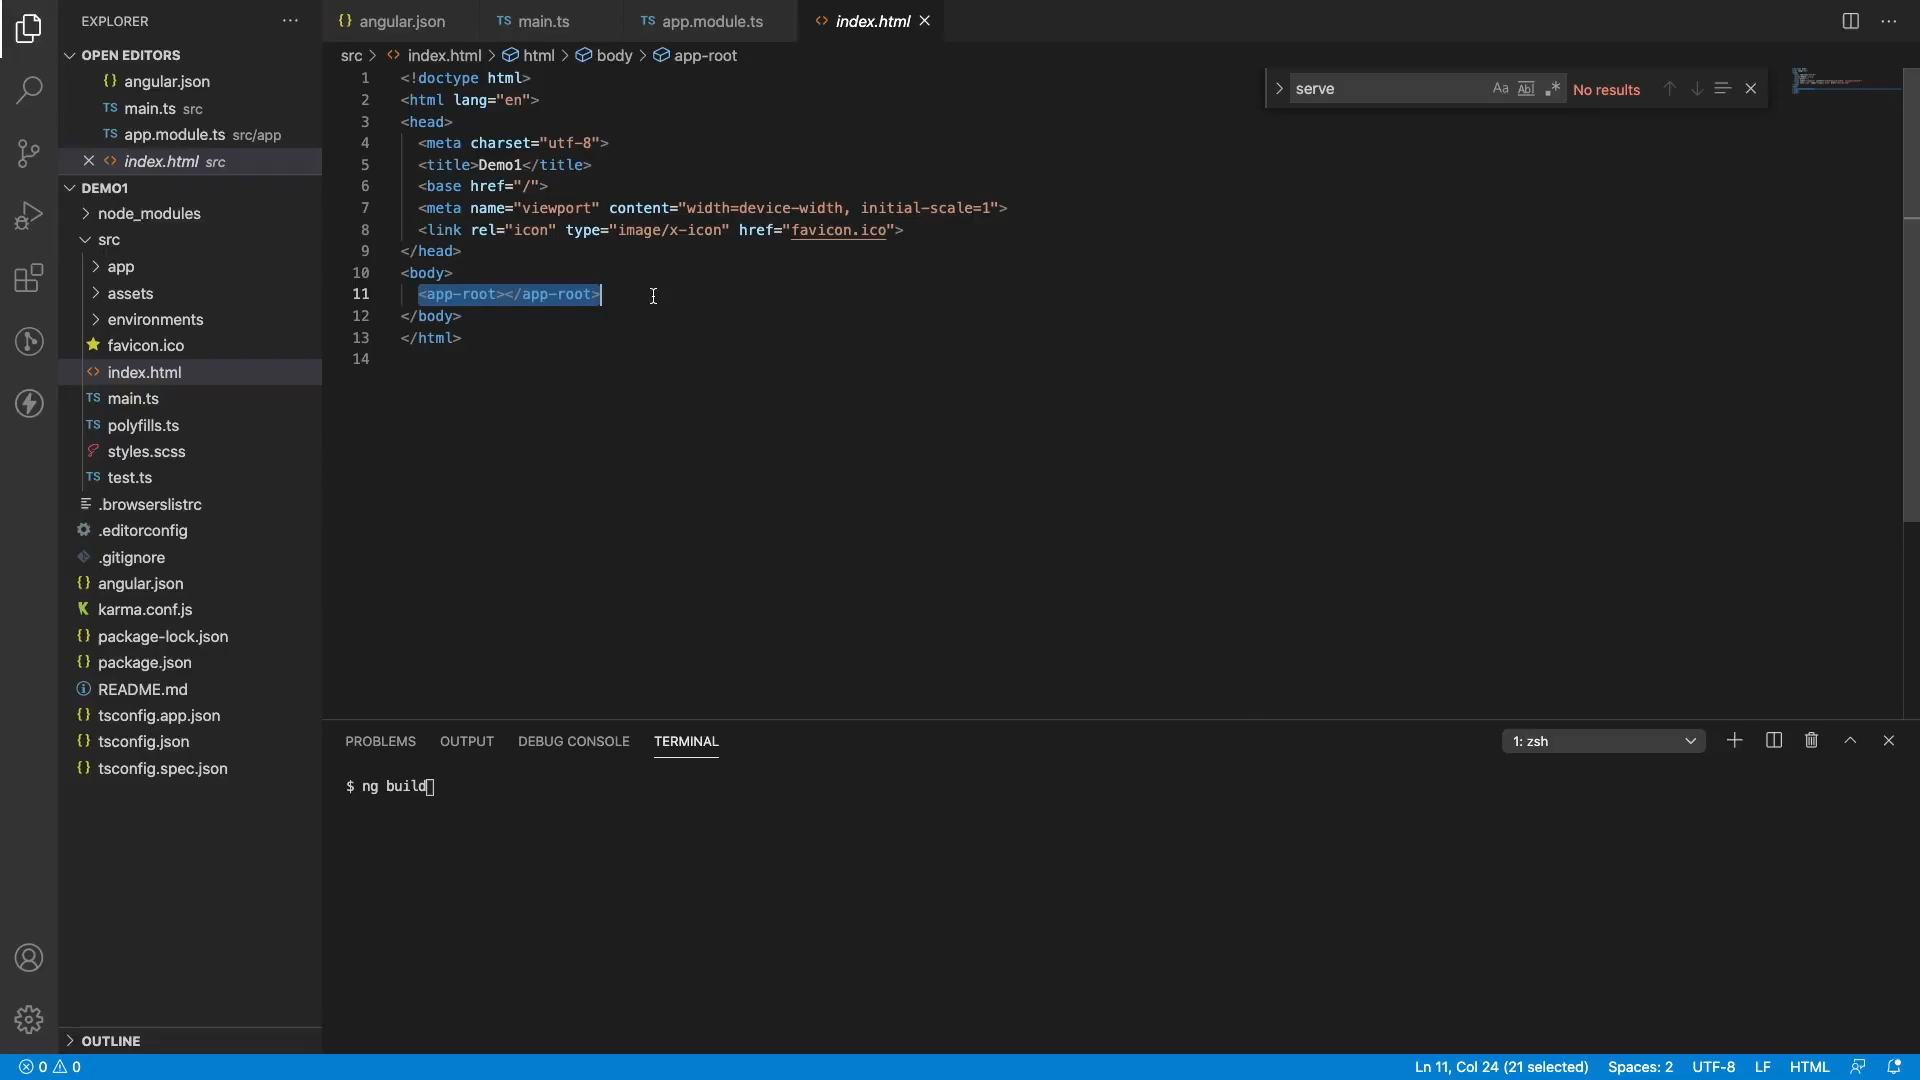 EXPLORER
OPEN EDITORS
{} angular.json
TS main.ts src
TS app.module.ts src/app
<> index.html src
DEMO1
node_modules
src
app
assets
environments
favicon.ico
<> index.html
TS main.ts
TS polyfills.ts
styles.scss
TS test.ts
.browserslistrc
.editorconfig
.gitignore
{} angular.json
K karma.conf.js
{} package-lock.json
{} package.json
README.md
{} tsconfig.app.json
{} tsconfig.json
{} tsconfig.spec.json
OUTLINE
{} angular.json TS main.ts TS app.module.ts <> index.html
src > <> index.html > html > body > app-root
1 <!doctype html>
2 <html lang="en">
3 <head>
4 <meta charset="utf-8">
5 <title>Demo1</title>
6 <base href="/">
7 <meta name="viewport" content="width=device-width, initial-scale=1">
8 <link rel="icon" type="image/x-icon" href="favicon.ico">
9 </head>
10 <body>
11 <app-root></app-root>
12 </body>
13 </html>
14
serve Aa Abl .* No results
PROBLEMS OUTPUT DEBUG CONSOLE TERMINAL 1: zsh
$ ng build
0 0 Ln 11, Col 24 (21 selected) Spaces: 2 UTF-8 LF HTML